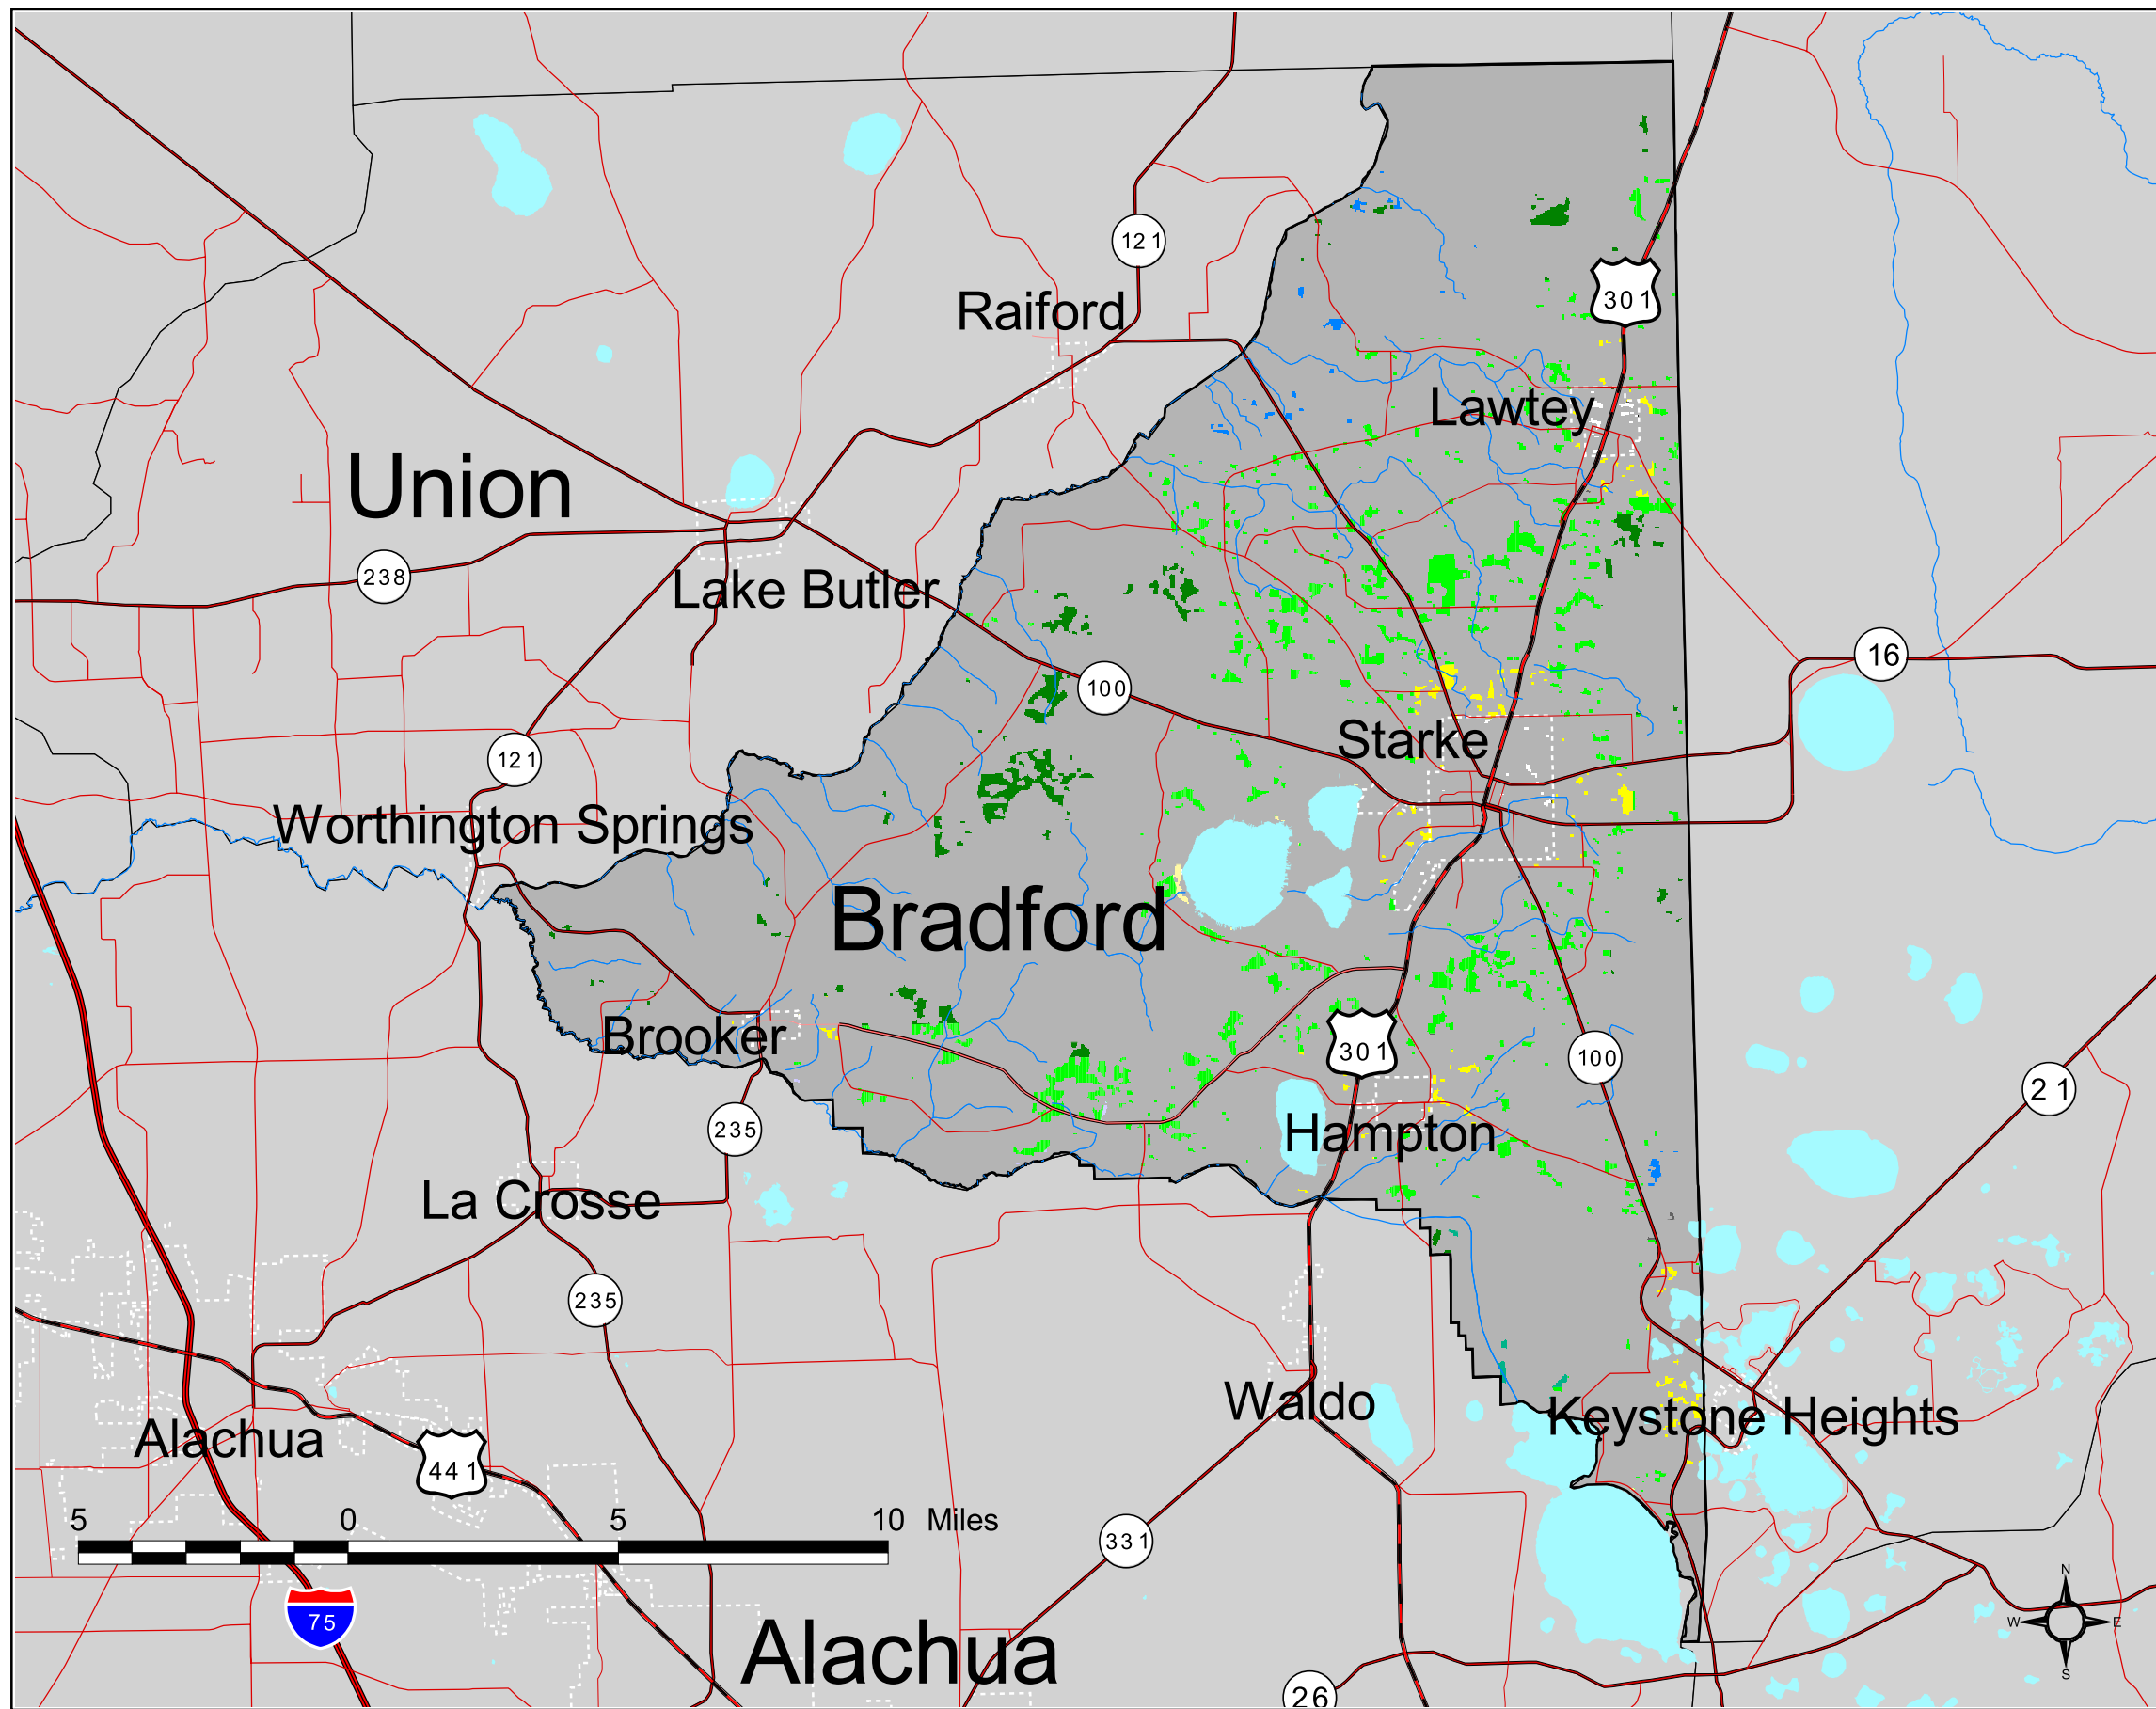 121
301
Raiford
Lawtey
Union
238
Lake Butler
16
100
Starke
121
Worthington Springs
Bradford
Brooker
301
100
21
235
Hampton
La Crosse
235
Waldo
Keystone Heights
Alachua
441
5 0 5 10 Miles
331
75
N
W E
S
Alachua
26